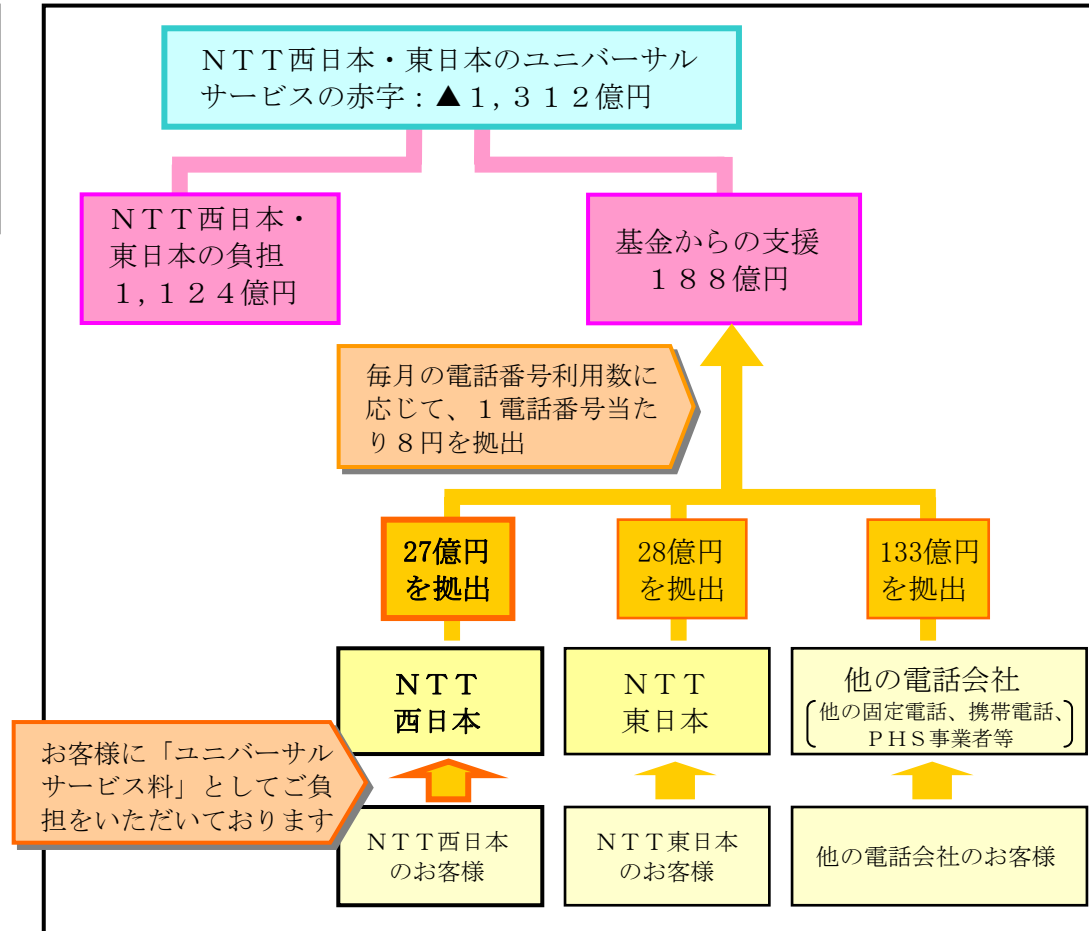 ＮＴＴ西日本・東日本のユニバーサル
サービスの赤字：▲１,３１２億円
ＮＴＴ西日本・
東日本の負担
１,１２４億円
基金からの支援
１８８億円
毎月の電話番号利用数に
応じて、１電話番号当た
り８円を拠出
27億円
を拠出
28億円
を拠出
133億円
を拠出
ＮＴＴ
西日本
ＮＴＴ
東日本
他の電話会社
他の固定電話、携帯電話、
ＰＨＳ事業者等
お客様に「ユニバーサル
サービス料」としてご負
担をいただいております
ＮＴＴ西日本
のお客様
ＮＴＴ東日本
のお客様
他の電話会社のお客様